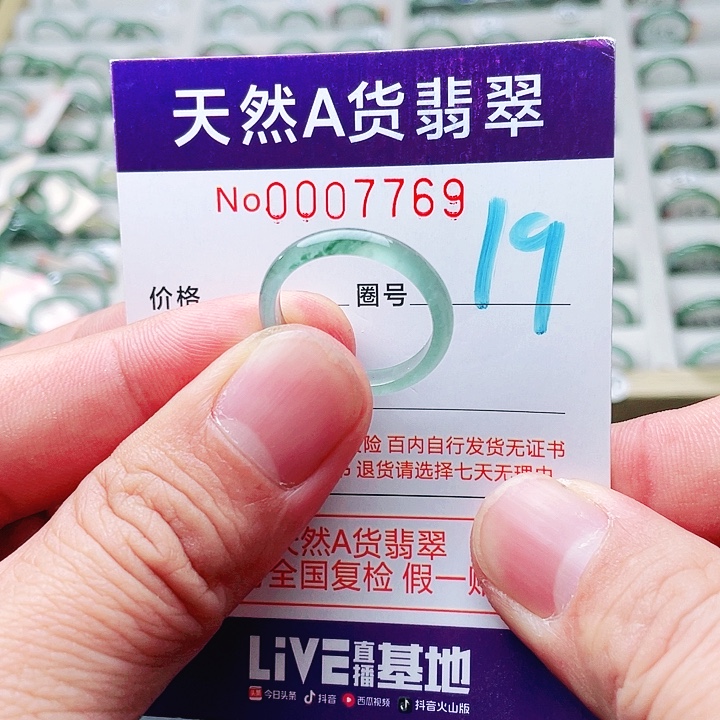 天然A货翡翠
No0007769
价格 圈号 19
险 百内自行发货无证书
退货请选择七天无理由
天然A货翡翠
全国复检 假一
LiVE直播基地
头条 今日头条 抖音 西瓜视频 抖音火山版